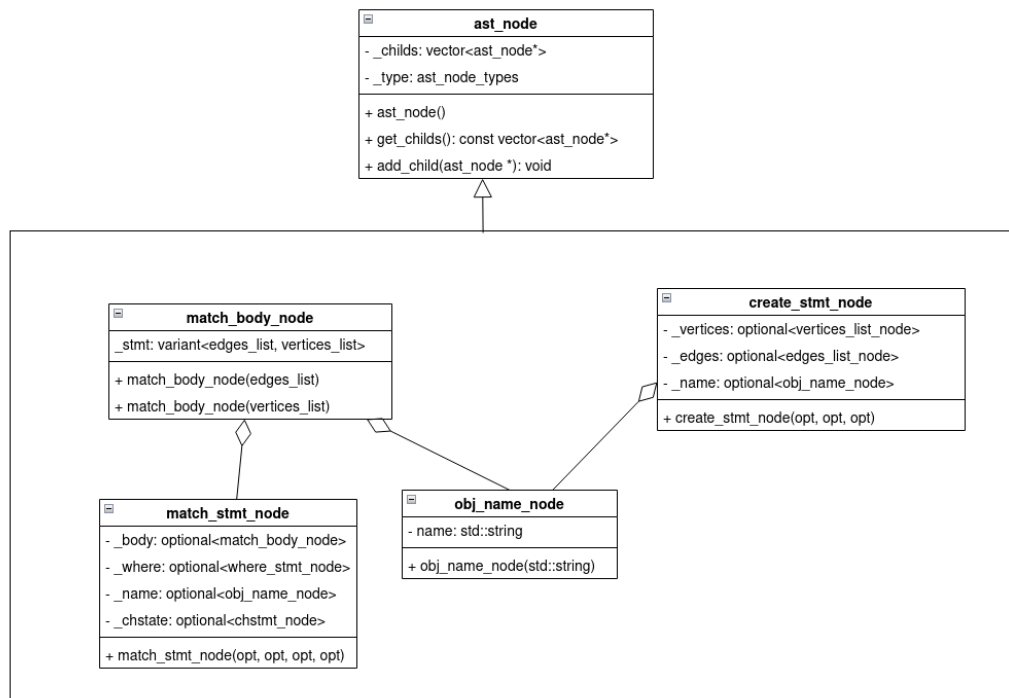 ast_node
- _childs: vector<ast_node*>
- _type: ast_node_types
+ ast_node()
+ get_childs(): const vector<ast_node*>
+ add_child(ast_node *): void
match_body_node
_stmt: variant<edges_list, vertices_list>
+ match_body_node(edges_list)
+ match_body_node(vertices_list)
create_stmt_node
- _vertices: optional<vertices_list_node>
- _edges: optional<edges_list_node>
- _name: optional<obj_name_node>
+ create_stmt_node(opt, opt, opt)
match_stmt_node
- _body: optional<match_body_node>
- _where: optional<where_stmt_node>
- _name: optional<obj_name_node>
- _chstate: optional<chstmt_node>
+ match_stmt_node(opt, opt, opt, opt)
obj_name_node
- name: std::string
+ obj_name_node(std::string)